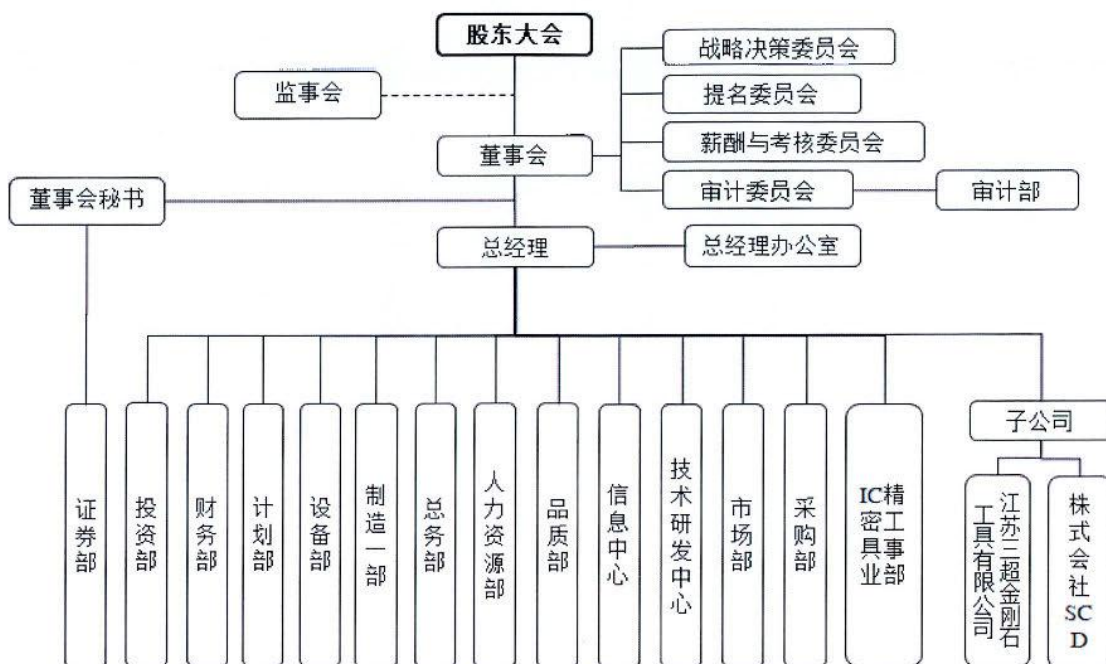 股东大会
战略决策委员会
监事会
提名委员会
董事会
薪酬与考核委员会
董事会秘书
审计委员会
审计部
总经理
总经理办公室
子公司
证券部
投资部
财务部
计划部
设备部
制造一部
总务部
人力资源部
品质部
信息中心
技术研发中心
市场部
采购部
IC精
密工
具事
业部
江苏三超金刚石
工具有限公司
株式会社SCD